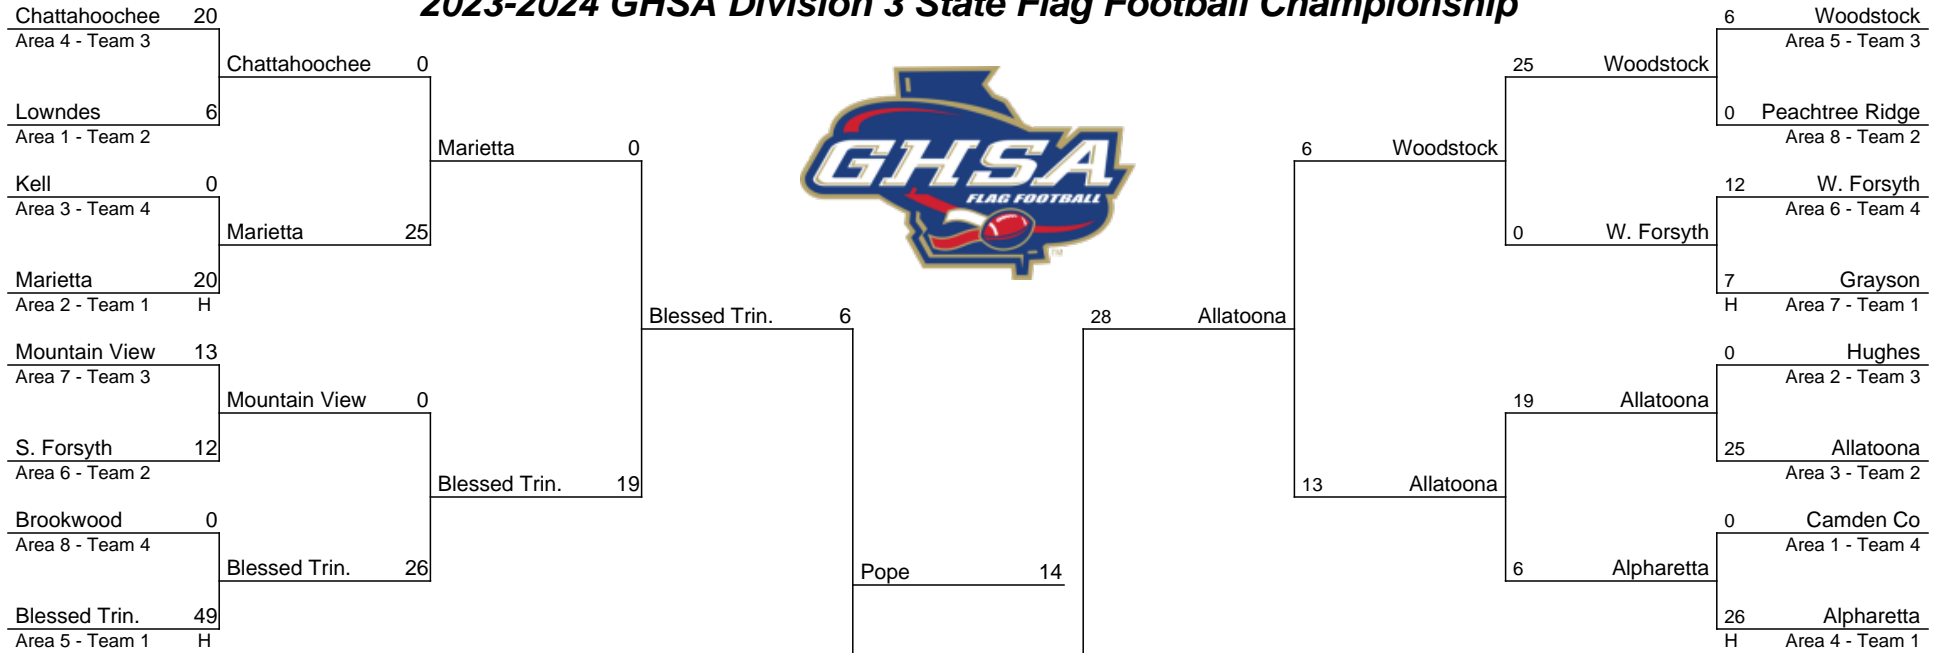 2023-2024 GHSA Division 3 State Flag Football Championship
Chattahoochee 20
Area 4 - Team 3
Chattahoochee 0
Lowndes 6
Area 1 - Team 2
Marietta 0
Kell 0
Area 3 - Team 4
Marietta 25
Marietta 20
Area 2 - Team 1 H
Blessed Trin. 6
Mountain View 13
Area 7 - Team 3
Mountain View 0
S. Forsyth 12
Area 6 - Team 2
Blessed Trin. 19
Brookwood 0
Area 8 - Team 4
Blessed Trin. 26
Blessed Trin. 49
Area 5 - Team 1 H
Pope 14
GHSA
FLAG FOOTBALL
TM
6 Woodstock
Area 5 - Team 3
25 Woodstock
0 Peachtree Ridge
Area 8 - Team 2
6 Woodstock
12 W. Forsyth
Area 6 - Team 4
0 W. Forsyth
7 Grayson
H Area 7 - Team 1
28 Allatoona
0 Hughes
Area 2 - Team 3
19 Allatoona
25 Allatoona
Area 3 - Team 2
13 Allatoona
0 Camden Co
Area 1 - Team 4
6 Alpharetta
26 Alpharetta
H Area 4 - Team 1